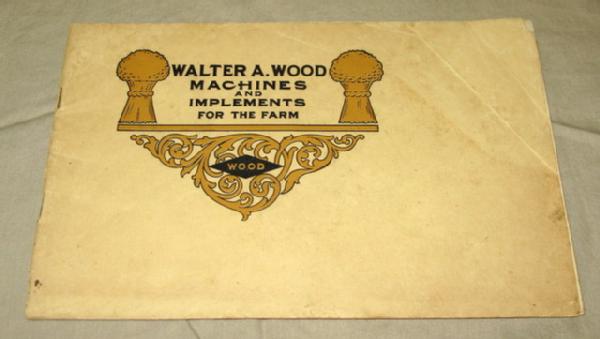 WALTER A. WOOD
MACHINES
AND
IMPLEMENTS
FOR THE FARM
WOOD